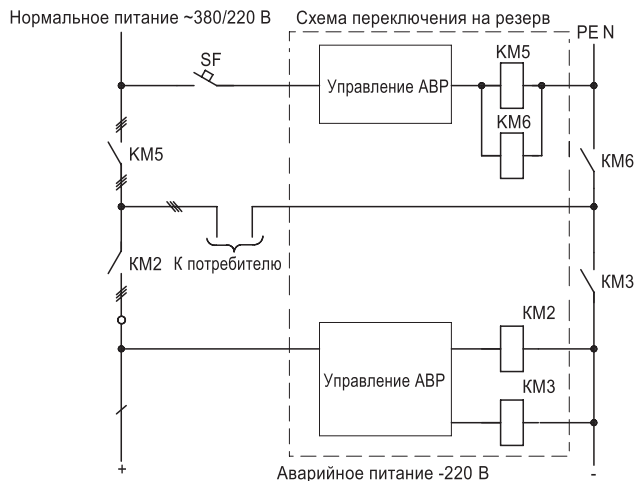 Нормальное питание ~380/220 В
Схема переключения на резерв
PE N
SF
Управление АВР
KM5
KM6
KM5
KM6
К потребителю
KM2
KM3
KM2
Управление АВР
KM3
+
Аварийное питание -220 В
-